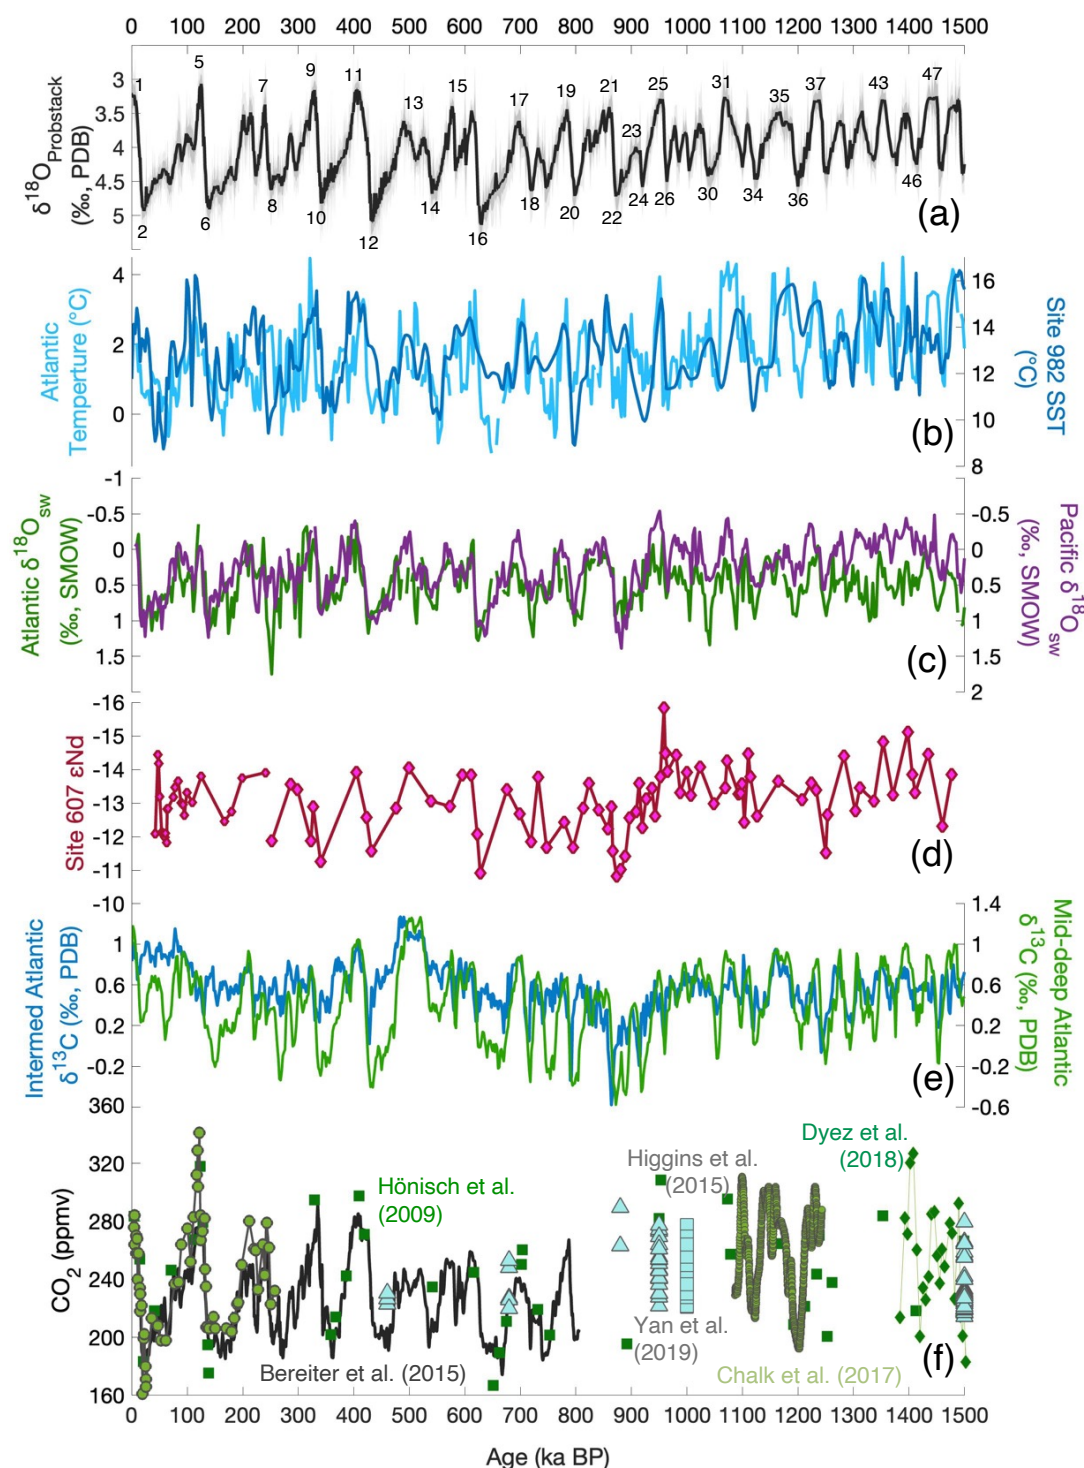 0 100 200 300 400 500 600 700 800 900 1000 1100 1200 1300 1400 1500
δ18OProbstack
(‰, PDB)
3
3.5
4
4.5
5
1 5 7 9 11 13 15 17 19 21 23 25 31 35 37 43 47
2 6 8 10 12 14 16 18 20 22 24 26 30 34 36 46
(a)
Atlantic
Temperture (°C)
4
2
0
16
14
12
10
8
Site 982 SST
(°C)
(b)
Atlantic δ18Osw
(‰, SMOW)
-1
-0.5
0
0.5
1
1.5
-0.5
0
0.5
1
1.5
2
Pacific δ18Osw
(‰, SMOW)
(c)
Site 607 εNd
-16
-15
-14
-13
-12
-11
-10
(d)
Intermed Atlantic
δ13C (‰, PDB)
1
0.6
0.2
-0.2
1.4
1
0.6
0.2
-0.2
-0.6
Mid-deep Atlantic
δ13C (‰, PDB)
(e)
CO2 (ppmv)
360
320
280
240
200
160
Hönisch et al.
(2009)
Bereiter et al. (2015)
Higgins et al.
(2015)
Yan et al.
(2019)
Chalk et al. (2017)
Dyez et al.
(2018)
(f)
0 100 200 300 400 500 600 700 800 900 1000 1100 1200 1300 1400 1500
Age (ka BP)